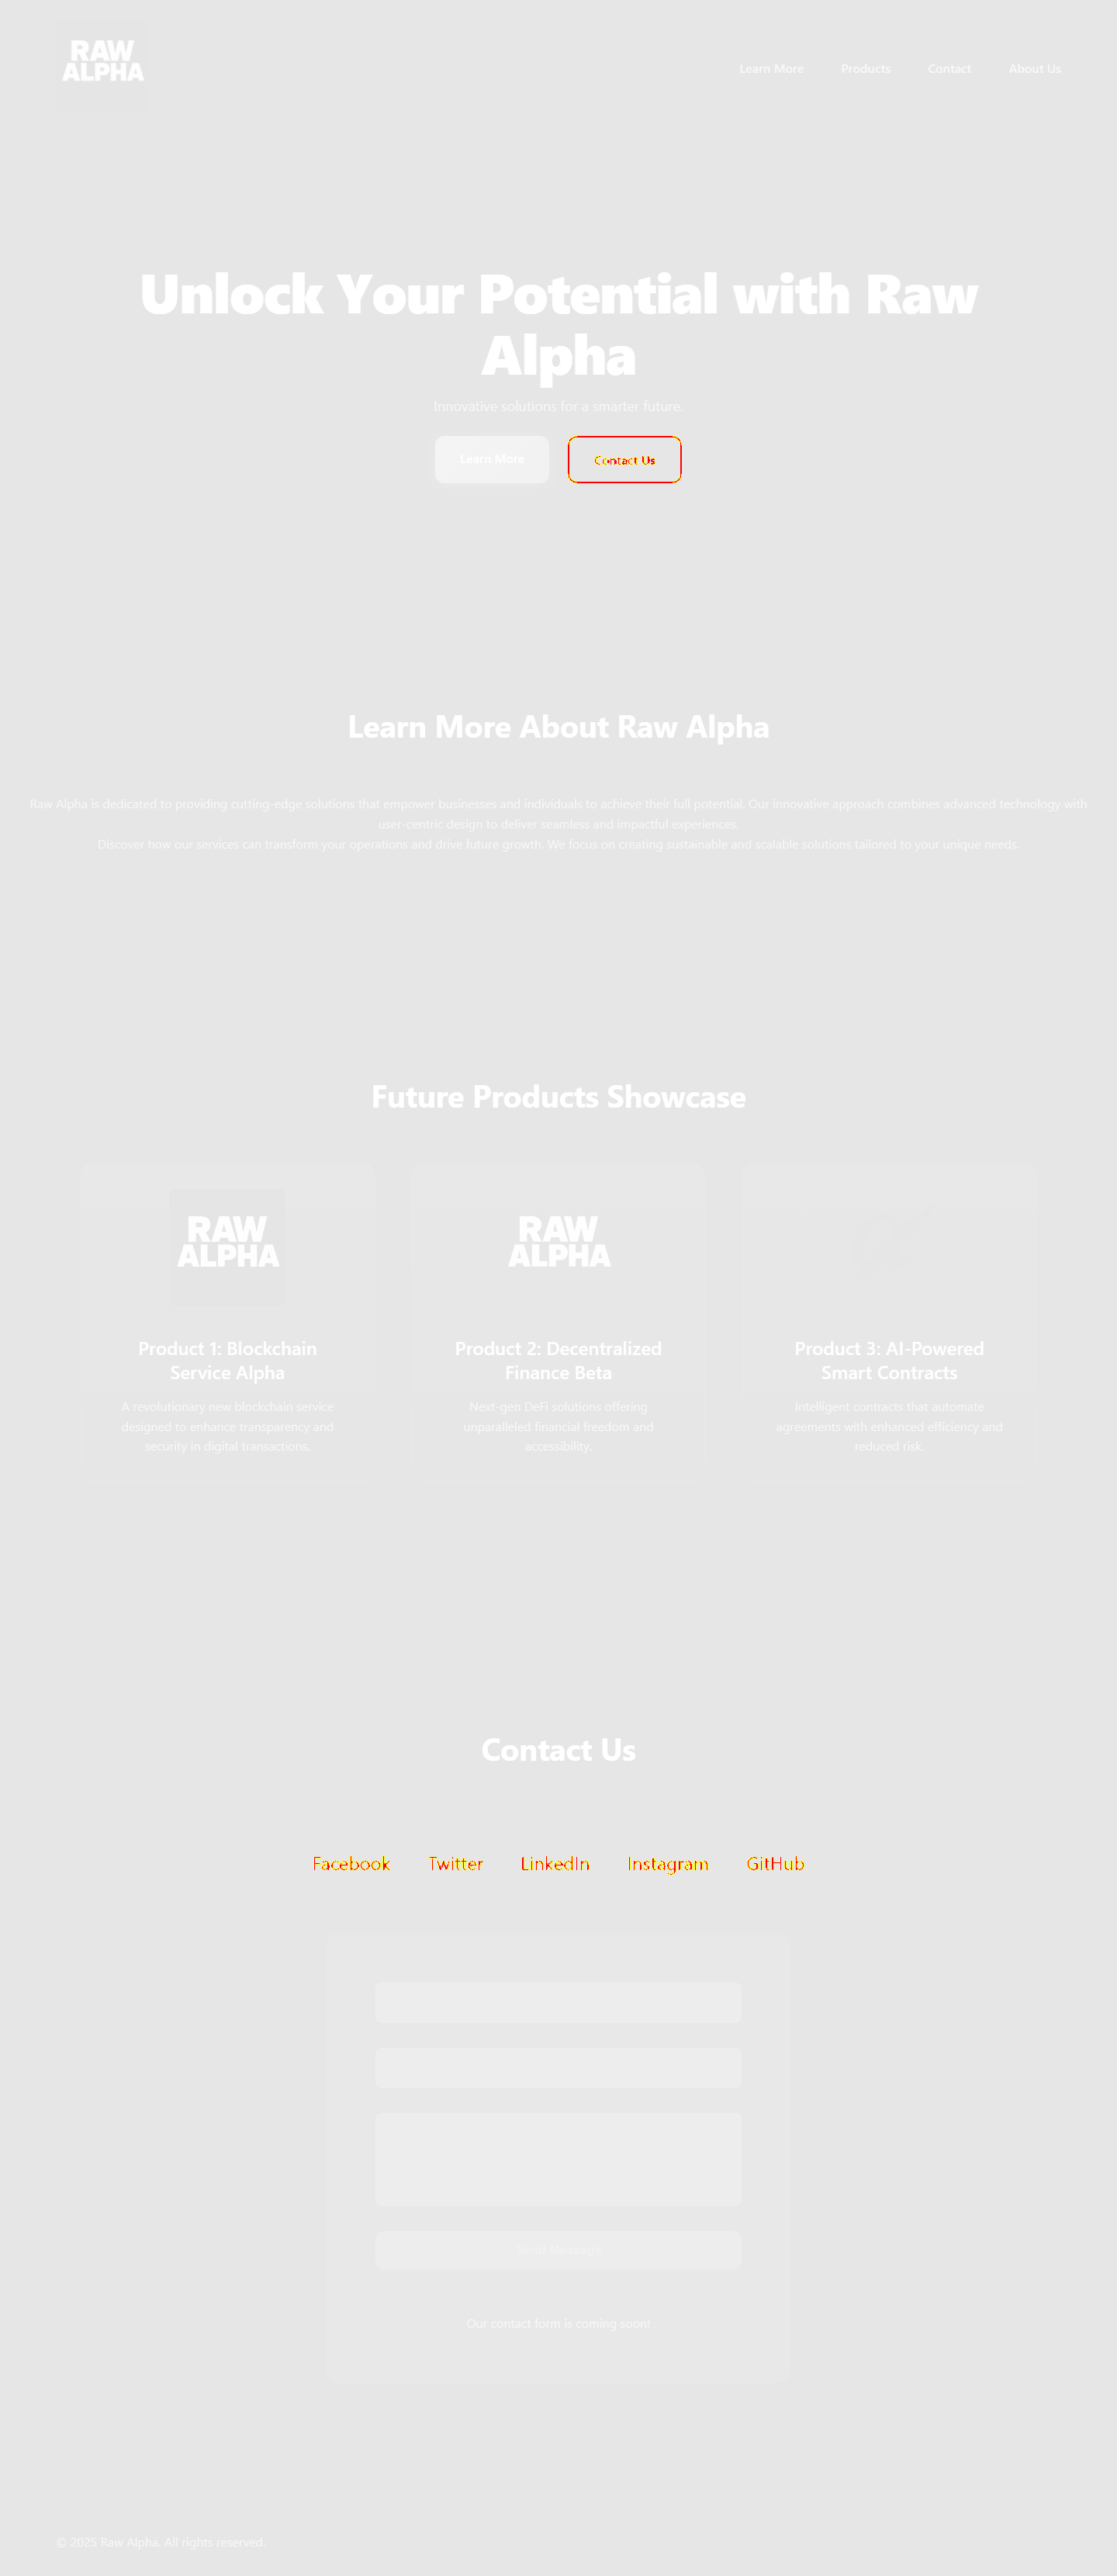 RAW
ALPHA
Learn More Products Contact About Us
Unlock Your Potential with Raw
Alpha
Innovative solutions for a smarter future.
Learn More Contact Us
Learn More About Raw Alpha
Raw Alpha is dedicated to providing cutting-edge solutions that empower businesses and individuals to achieve their full potential. Our innovative approach combines advanced technology with
user-centric design to deliver seamless and impactful experiences.
Discover how our services can transform your operations and drive future growth. We focus on creating sustainable and scalable solutions tailored to your unique needs.
Future Products Showcase
RAW
ALPHA
Product 1: Blockchain
Service Alpha
A revolutionary new blockchain service
designed to enhance transparency and
security in digital transactions.
RAW
ALPHA
Product 2: Decentralized
Finance Beta
Next-gen DeFi solutions offering
unparalleled financial freedom and
accessibility.
Product 3: AI-Powered
Smart Contracts
Intelligent contracts that automate
agreements with enhanced efficiency and
reduced risk.
Contact Us
Facebook Twitter LinkedIn Instagram GitHub
Send Message
Our contact form is coming soon!
© 2025 Raw Alpha. All rights reserved.